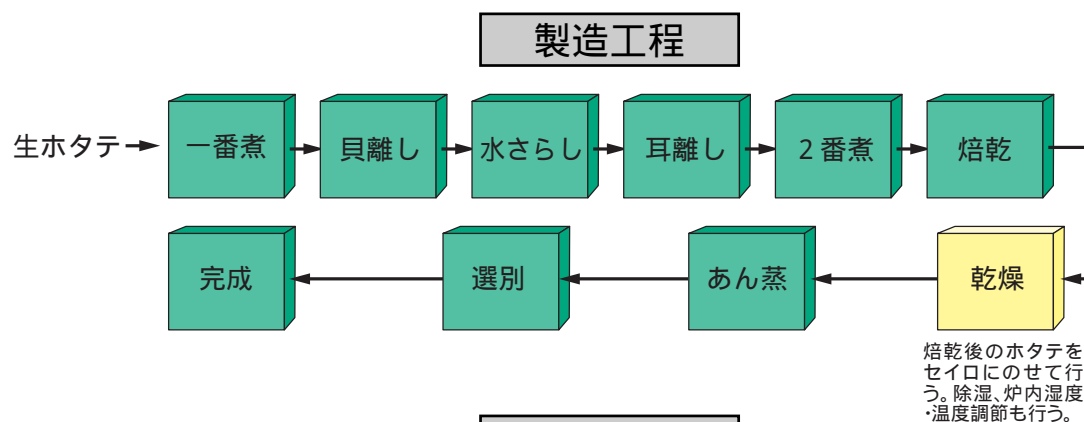 製造工程
生ホタテ
一番煮
貝離し
水さらし
耳離し
2番煮
焙乾
乾燥
あん蒸
選別
完成
焙乾後のホタテを
セイロにのせて行
う。除湿、炉内湿度
・温度調節も行う。